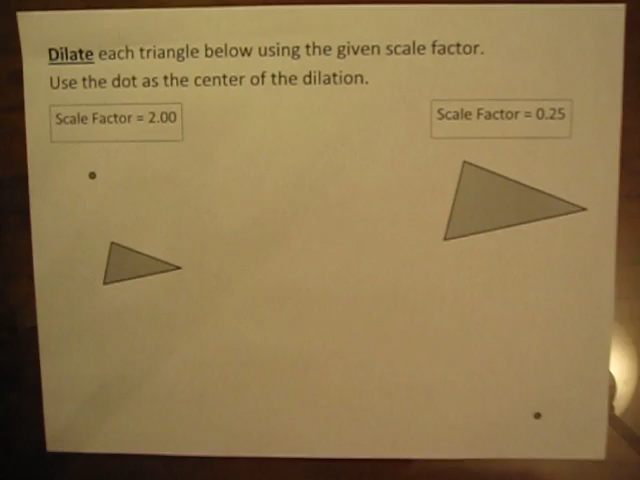 Dilate each triangle below using the given scale factor.
Use the dot as the center of the dilation.
Scale Factor = 2.00
Scale Factor = 0.25